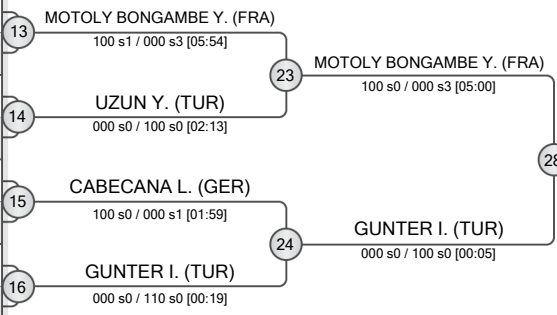 MOTOLY BONGAMBE Y. (FRA)
13
100 s1 / 000 s3 [05:54]
23
MOTOLY BONGAMBE Y. (FRA)
100 s0 / 000 s3 [05:00]
UZUN Y. (TUR)
14
000 s0 / 100 s0 [02:13]
28
CABECANA L. (GER)
15
100 s0 / 000 s1 [01:59]
24
GUNTER I. (TUR)
000 s0 / 100 s0 [00:05]
GUNTER I. (TUR)
16
000 s0 / 110 s0 [00:19]